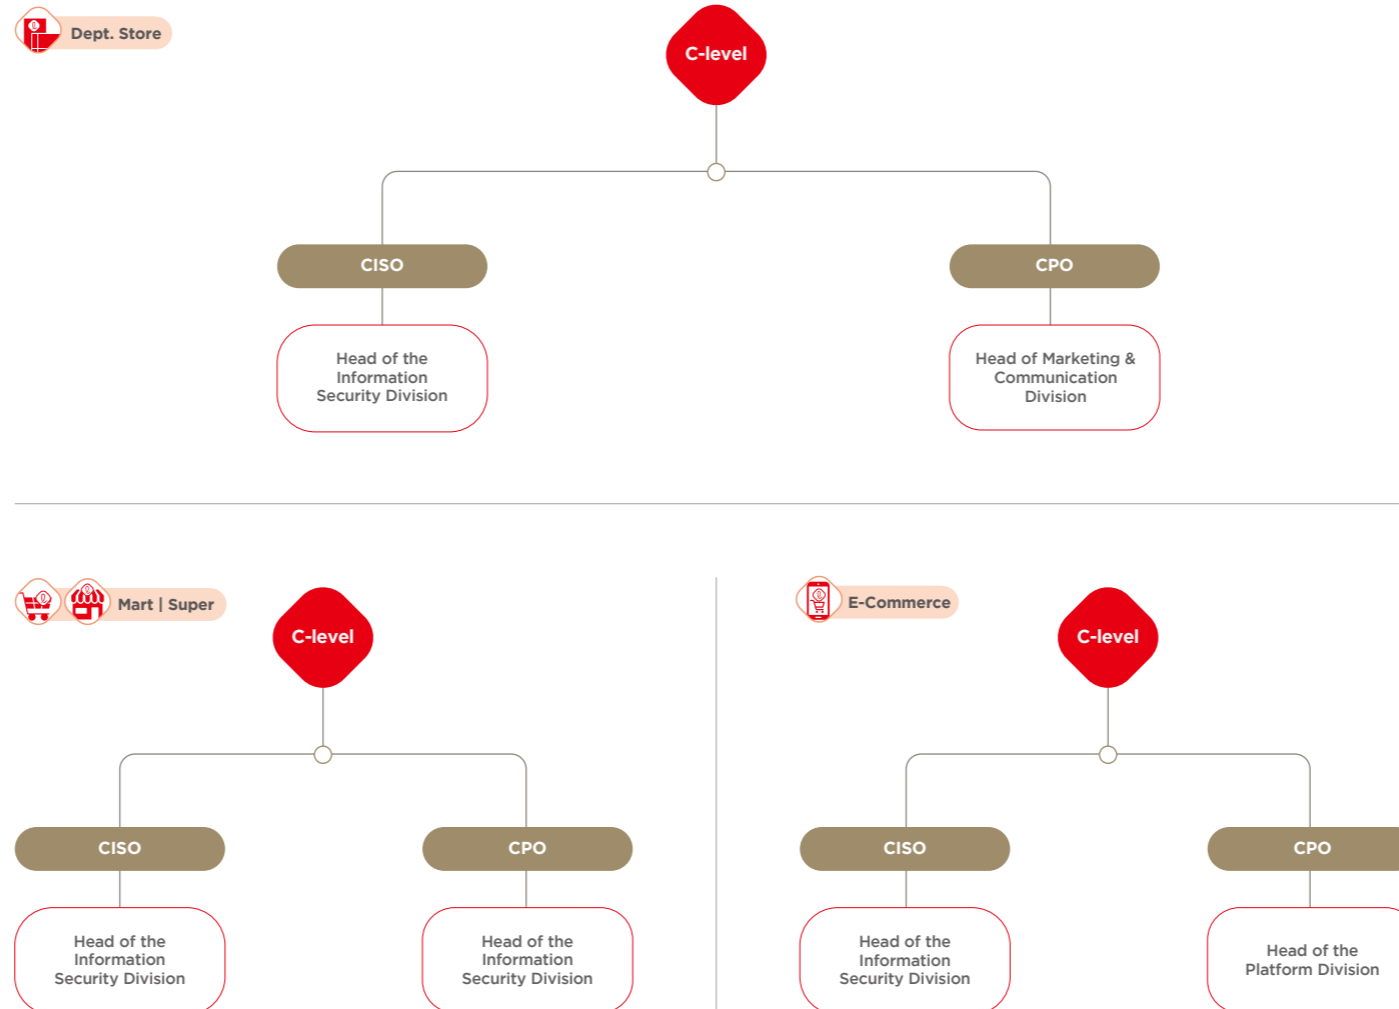 Dept. Store
C-level
CISO
CPO
Head of the
Information
Security Division
Head of Marketing &
Communication
Division
Mart | Super
C-level
CISO
CPO
Head of the
Information
Security Division
Head of the
Information
Security Division
E-Commerce
C-level
CISO
CPO
Head of the
Information
Security Division
Head of the
Platform Division